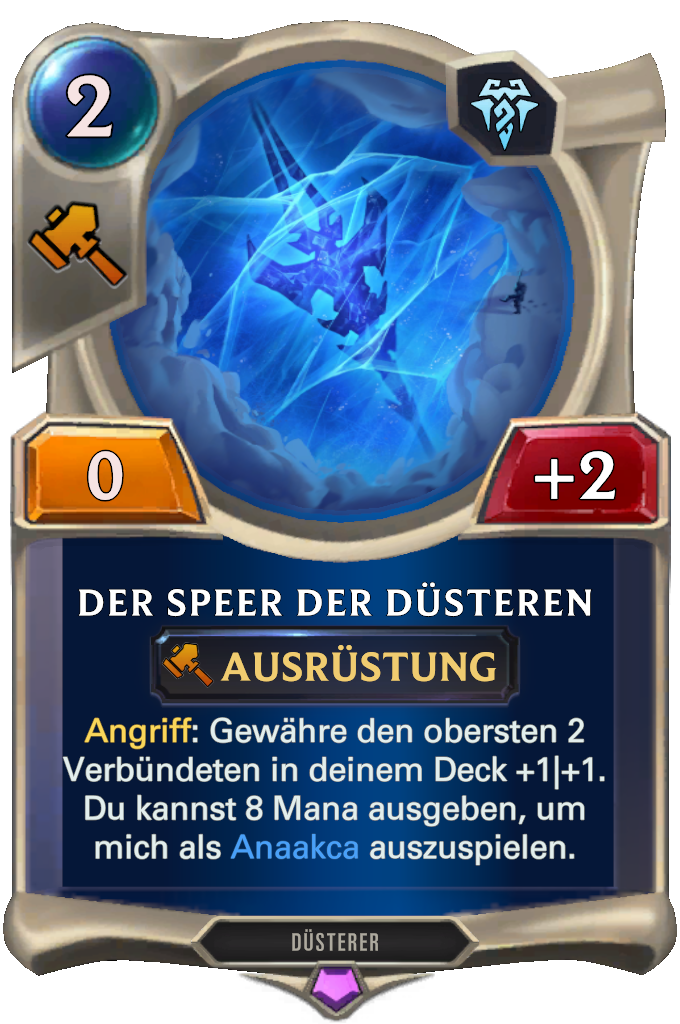 2
0
+2
DER SPEER DER DÜSTEREN
AUSRÜSTUNG
Angriff: Gewähre den obersten 2
Verbündeten in deinem Deck +1|+1.
Du kannst 8 Mana ausgeben, um
mich als Anaakca auszuspielen.
DÜSTERER